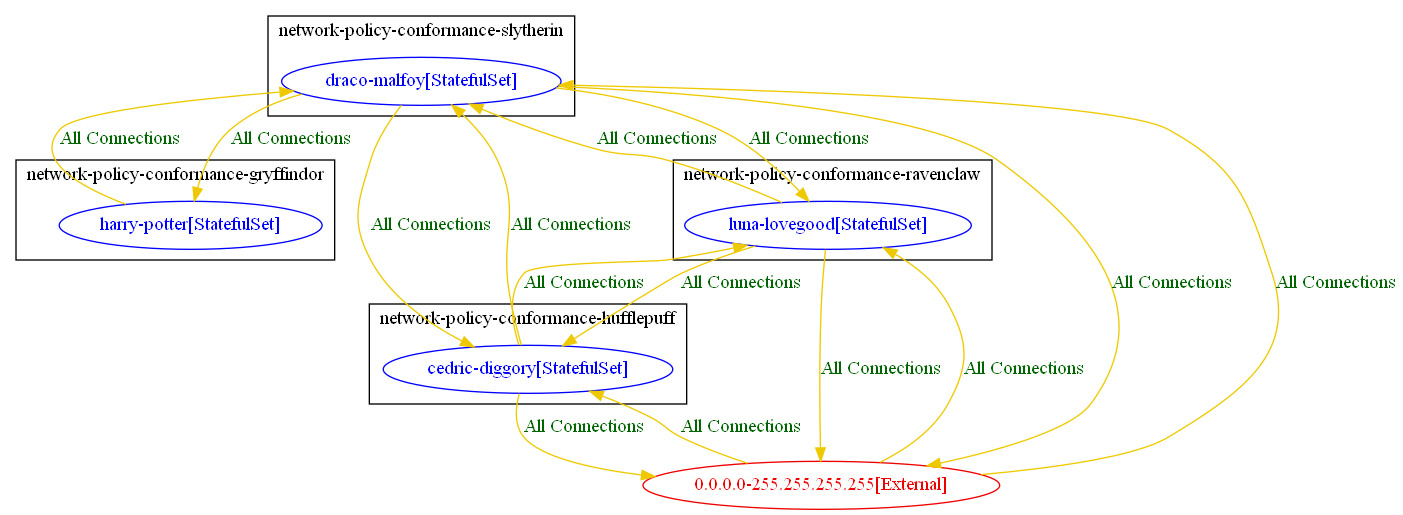 network-policy-conformance-slytherin
draco-malfoy[StatefulSet]
All Connections
All Connections
All Connections
All Connections
network-policy-conformance-gryffindor
network-policy-conformance-ravenclaw
harry-potter[StatefulSet]
All Connections
All Connections
luna-lovegood[StatefulSet]
All Connections
All Connections
All Connections
All Connections
network-policy-conformance-hufflepuff
cedric-diggory[StatefulSet]
All Connections
All Connections
All Connections
All Connections
0.0.0.0-255.255.255.255[External]